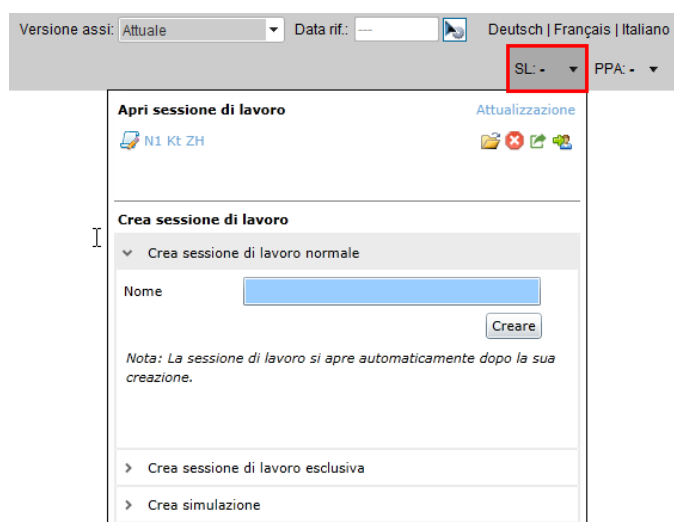 Versione assi: Attuale Data rif.: --- Deutsch | Français | Italiano
SL: - PPA: -
Apri sessione di lavoro Attualizzazione
N1 Kt ZH
Crea sessione di lavoro
Crea sessione di lavoro normale
Nome
Creare
Nota: La sessione di lavoro si apre automaticamente dopo la sua
creazione.
Crea sessione di lavoro esclusiva
Crea simulazione